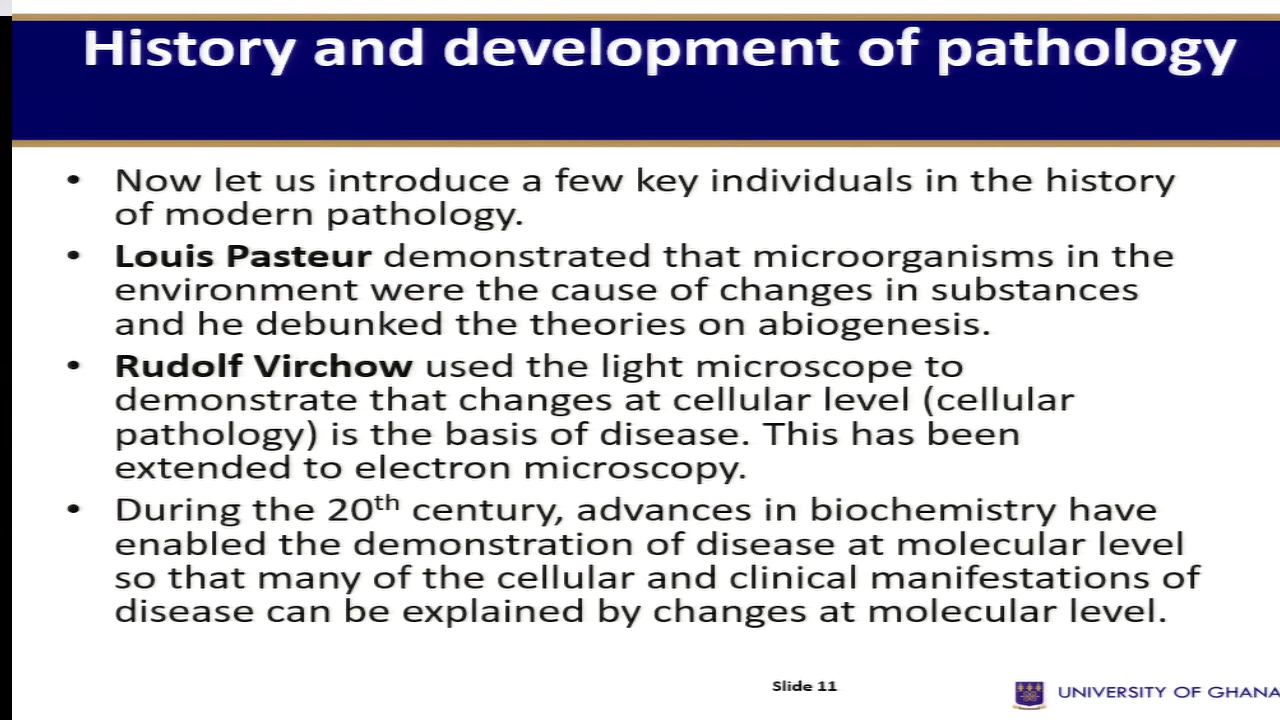 History and development of pathology
• Now let us introduce a few key individuals in the history
of modern pathology.
• Louis Pasteur demonstrated that microorganisms in the
environment were the cause of changes in substances
and he debunked the theories on abiogenesis.
• Rudolf Virchow used the light microscope to
demonstrate that changes at cellular level (cellular
pathology) is the basis of disease. This has been
extended to electron microscopy.
• During the 20th century, advances in biochemistry have
enabled the demonstration of disease at molecular level
so that many of the cellular and clinical manifestations of
disease can be explained by changes at molecular level.
Slide 11
UNIVERSITY OF GHANA